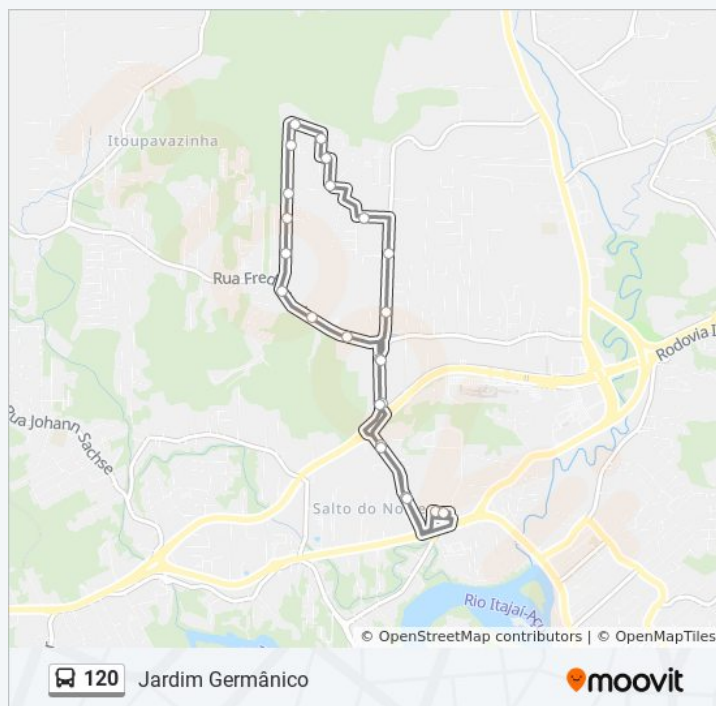 Itoupavazinha
Rua Fre
Rodovia
Rua Johann Sachse
Salto do No
Rio Itajaí-Aç
© OpenStreetMap contributors | © OpenMapTiles
120 Jardim Germânico
moovit